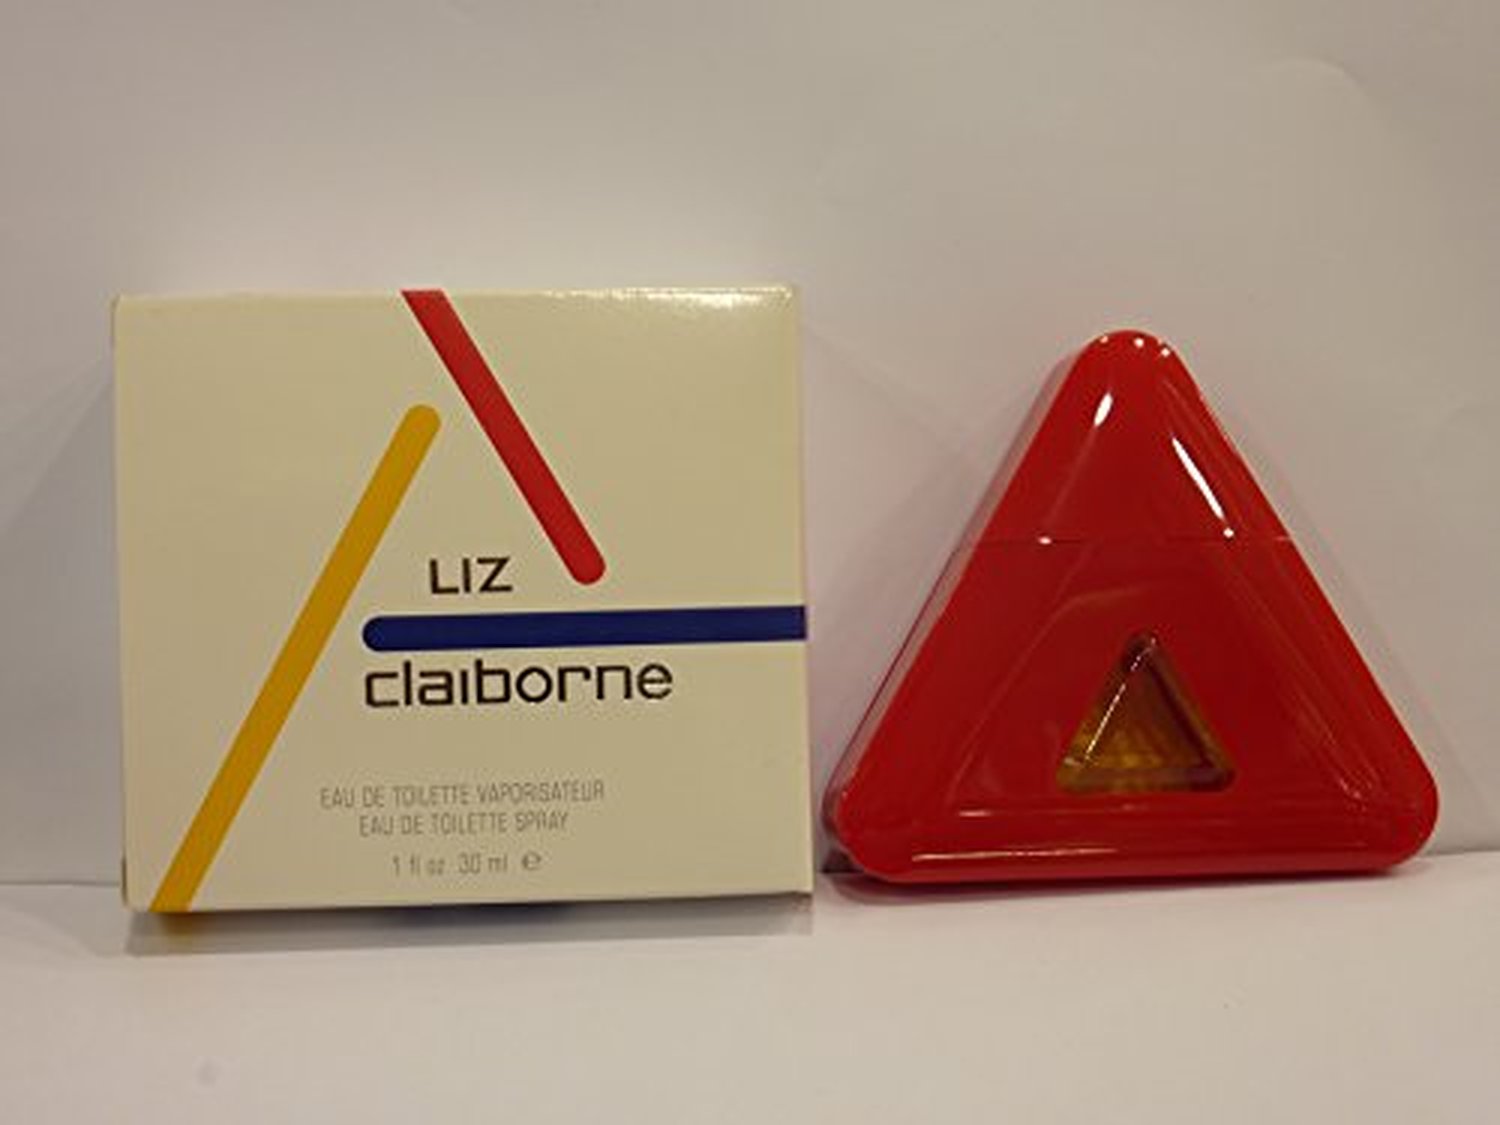 LIZ
claiborne
EAU DE TOILETTE VAPORISATEUR
EAU DE TOILETTE SPRAY
1 fl oz 30 ml ℮